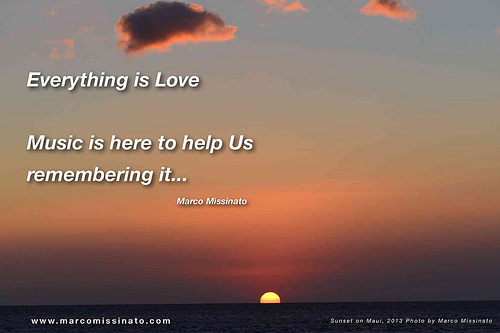 Everything is Love
Music is here to help Us
remembering it...
Marco Missinato
www.marcomissinato.com
Sunset on Maui, 2013 Photo by Marco Missinato